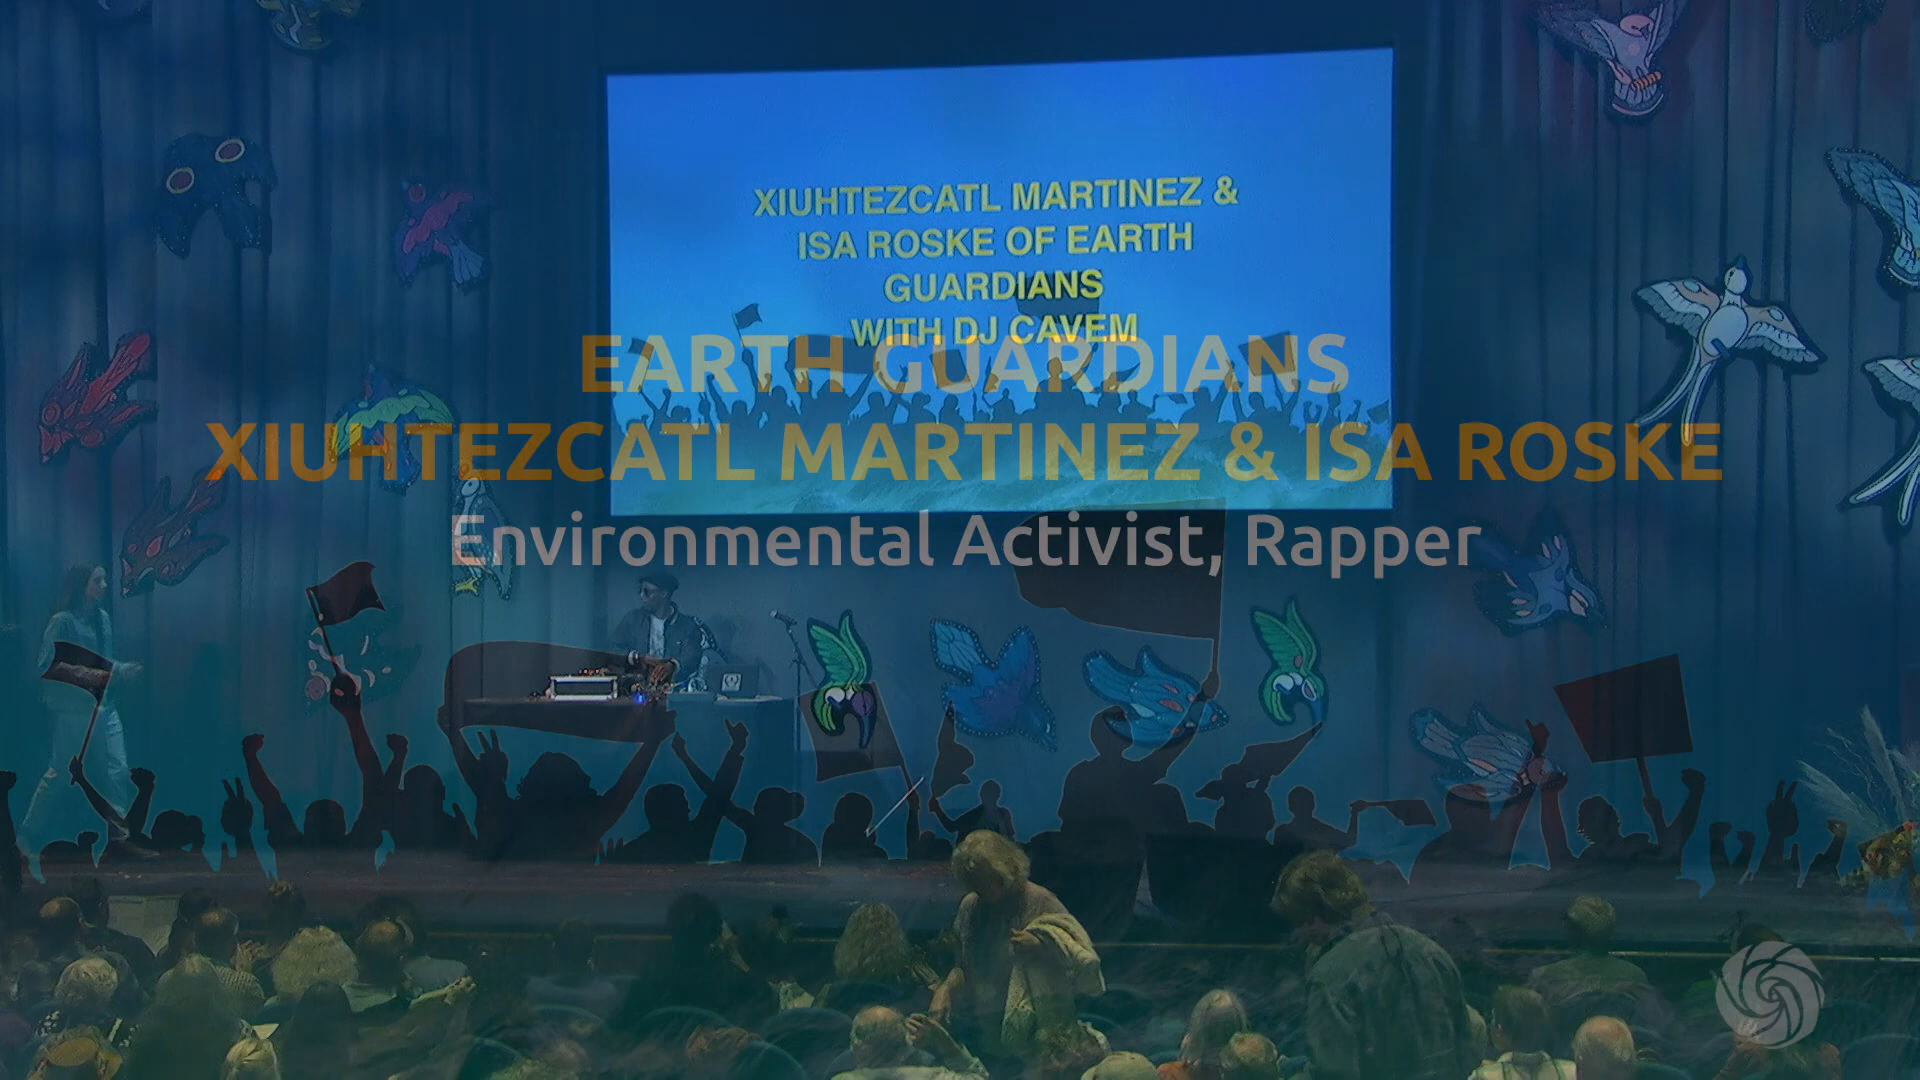 XIUHTEZCATL MARTINEZ &
ISA ROSKE OF EARTH
GUARDIANS
WITH DJ CAVEM
EARTH GUARDIANS
XIUHTEZCATL MARTINEZ & ISA ROSKE
Environmental Activist, Rapper